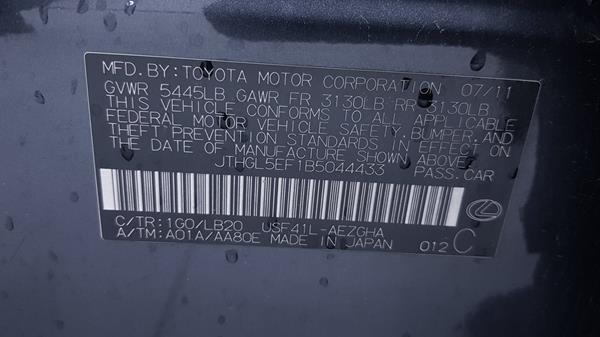 MFD. BY: TOYOTA MOTOR CORPORATION 07/11
GVWR 5445LB GAWR FR 3130LB RR 3130LB
THIS VEHICLE CONFORMS TO ALL APPLICABLE
FEDERAL MOTOR VEHICLE SAFETY, BUMPER, AND
THEFT PREVENTION STANDARDS IN EFFECT ON
THE DATE OF MANUFACTURE SHOWN ABOVE.
JTHGL5EF1B5044433 PASS.CAR
C/TR:1G0/LB20 USF41L-AEZGHA
A/TM:A01A/AA80E MADE IN JAPAN 012 C